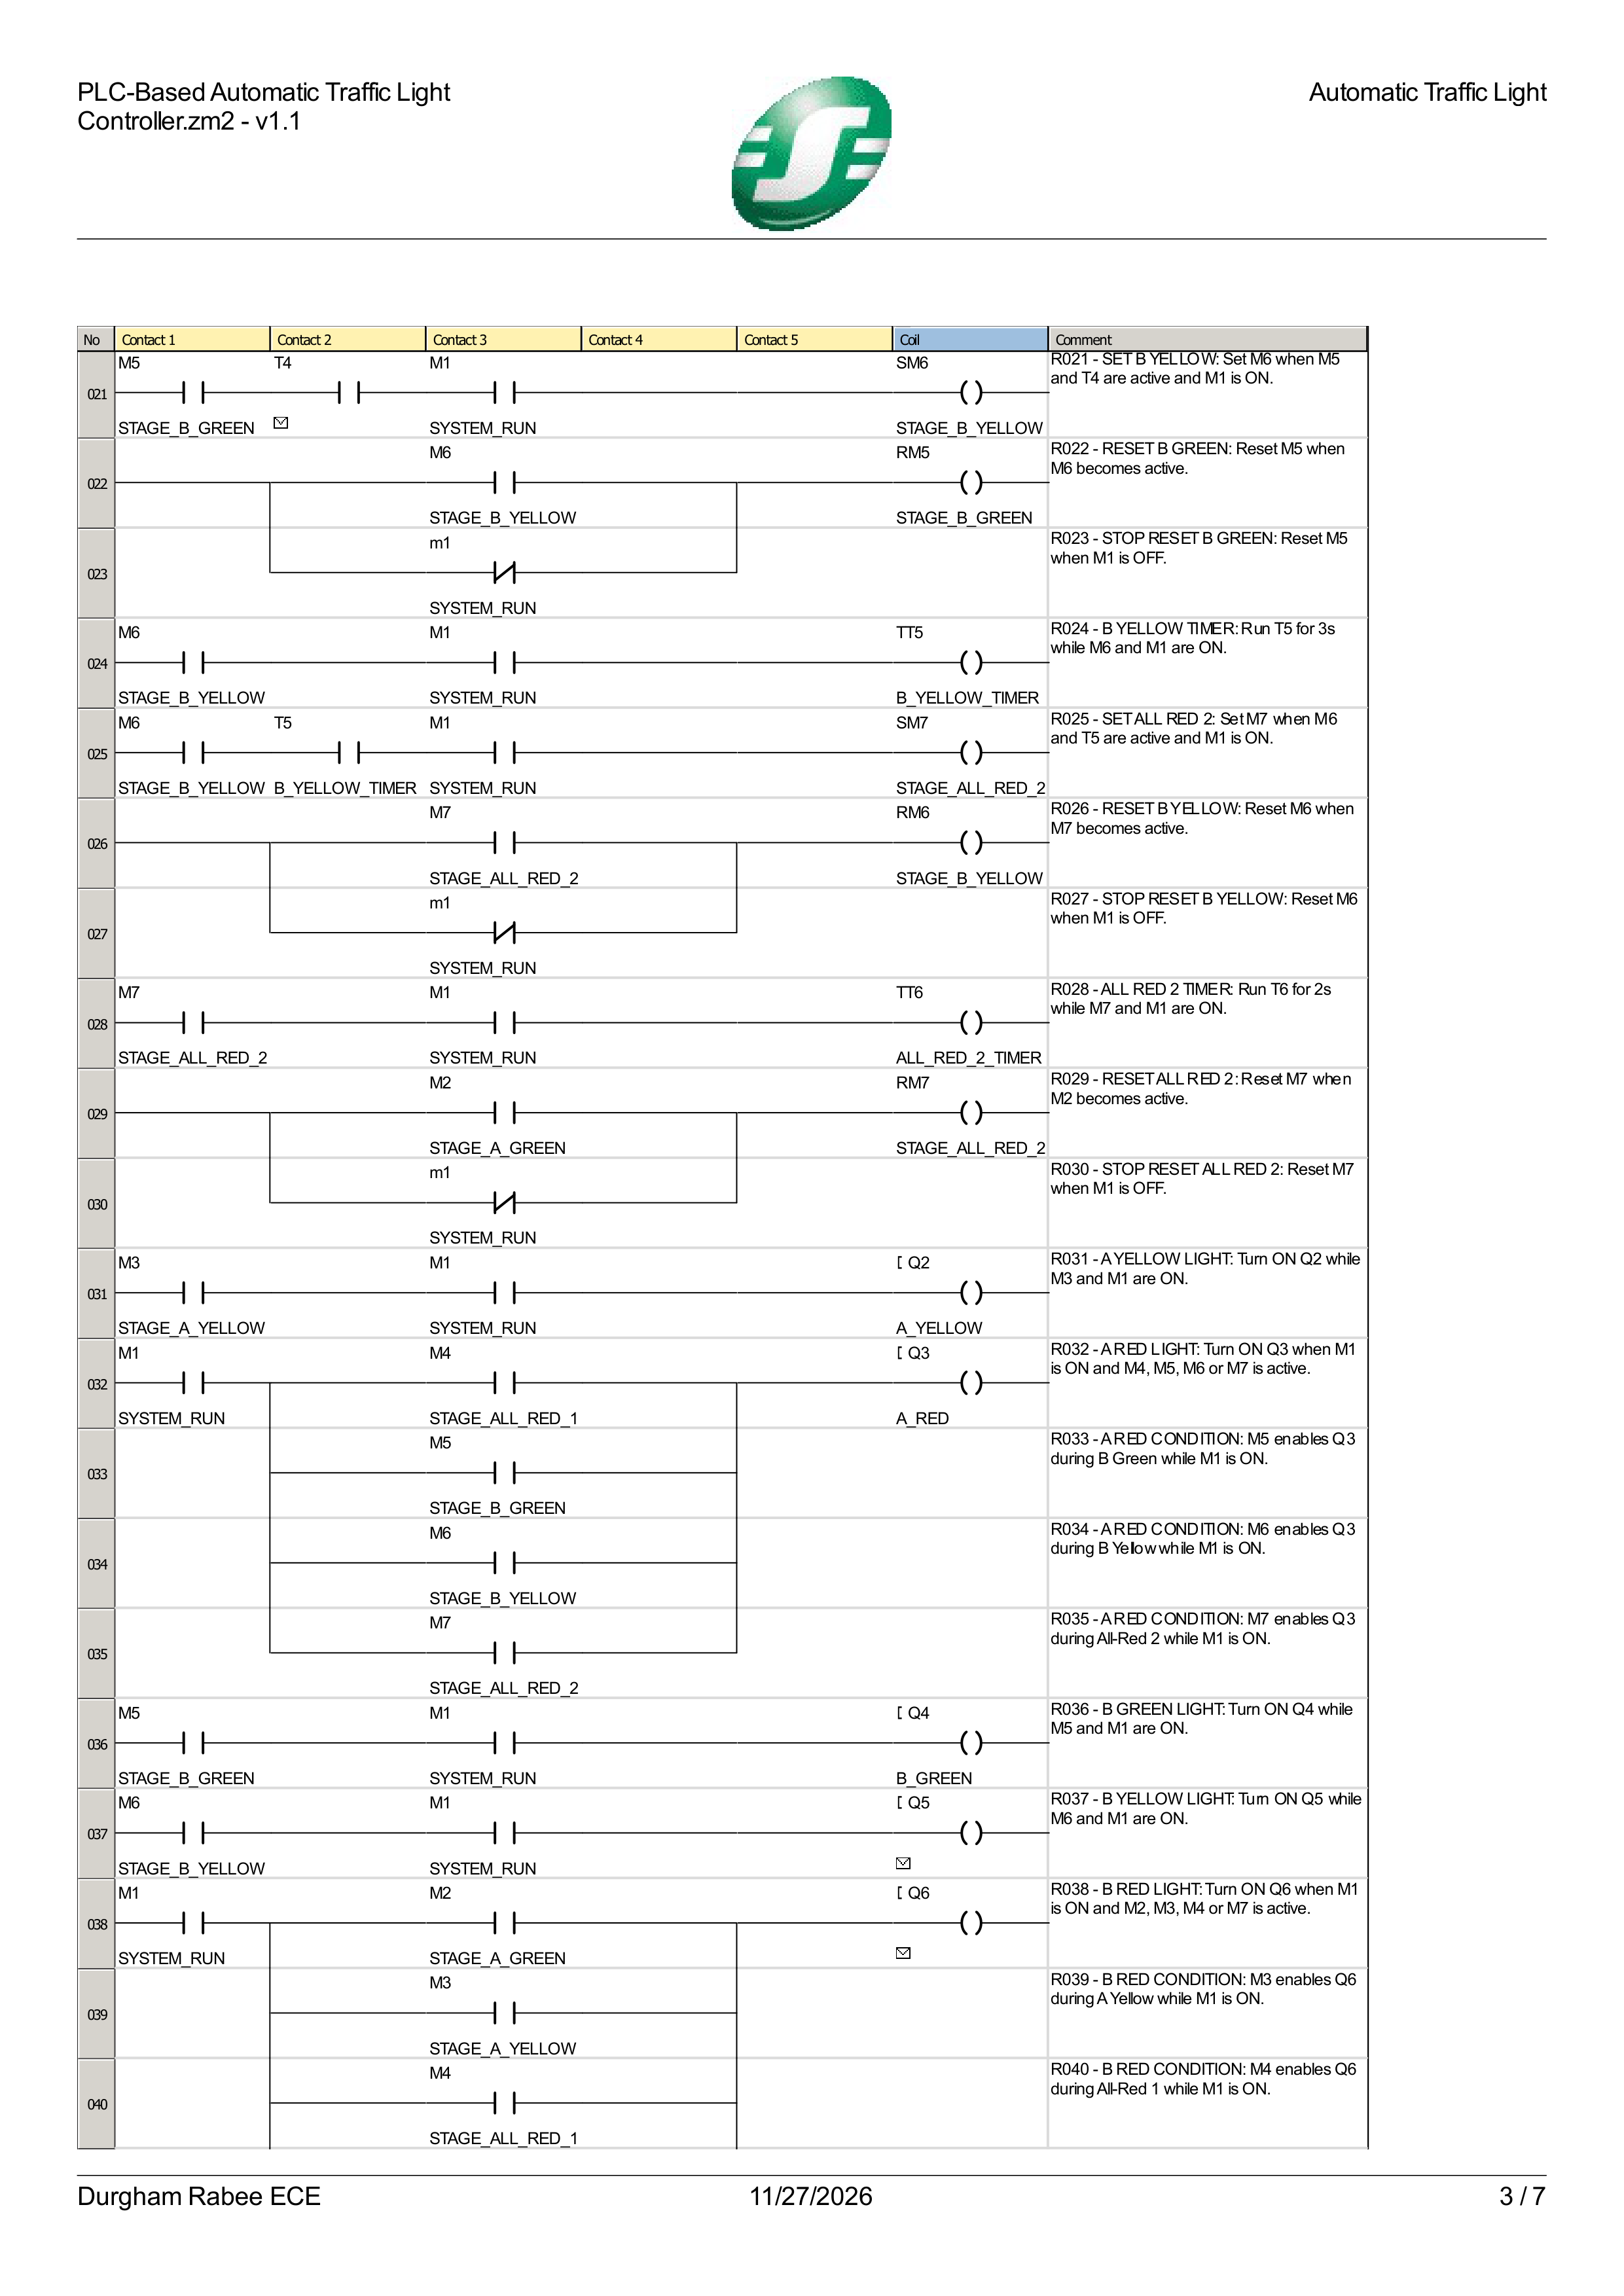 PLC-Based Automatic Traffic Light
Controller.zm2 - v1.1
Automatic Traffic Light
No Contact 1 Contact 2 Contact 3 Contact 4 Contact 5 Coil Comment
M5 T4 M1 SM6
R021 - SET B YELLOW: Set M6 when M5
and T4 are active and M1 is ON.
021
STAGE_B_GREEN SYSTEM_RUN STAGE_B_YELLOW
M6 RM5
R022 - RESET B GREEN: Reset M5 when
M6 becomes active.
022
STAGE_B_YELLOW STAGE_B_GREEN
m1
R023 - STOP RESET B GREEN: Reset M5
when M1 is OFF.
023
SYSTEM_RUN
M6 M1 TT5
R024 - B YELLOW TIMER: Run T5 for 3s
while M6 and M1 are ON.
024
STAGE_B_YELLOW SYSTEM_RUN B_YELLOW_TIMER
M6 T5 M1 SM7
R025 - SET ALL RED 2: Set M7 when M6
and T5 are active and M1 is ON.
025
STAGE_B_YELLOW B_YELLOW_TIMER SYSTEM_RUN STAGE_ALL_RED_2
M7 RM6
R026 - RESET B YELLOW: Reset M6 when
M7 becomes active.
026
STAGE_ALL_RED_2 STAGE_B_YELLOW
m1
R027 - STOP RESET B YELLOW: Reset M6
when M1 is OFF.
027
SYSTEM_RUN
M7 M1 TT6
R028 - ALL RED 2 TIMER: Run T6 for 2s
while M7 and M1 are ON.
028
STAGE_ALL_RED_2 SYSTEM_RUN ALL_RED_2_TIMER
M2 RM7
R029 - RESET ALL RED 2: Reset M7 when
M2 becomes active.
029
STAGE_A_GREEN STAGE_ALL_RED_2
m1
R030 - STOP RESET ALL RED 2: Reset M7
when M1 is OFF.
030
SYSTEM_RUN
M3 M1 [ Q2
R031 - A YELLOW LIGHT: Turn ON Q2 while
M3 and M1 are ON.
031
STAGE_A_YELLOW SYSTEM_RUN A_YELLOW
M1 M4 [ Q3
R032 - A RED LIGHT: Turn ON Q3 when M1
is ON and M4, M5, M6 or M7 is active.
032
SYSTEM_RUN STAGE_ALL_RED_1 A_RED
M5
R033 - A RED CONDITION: M5 enables Q3
during B Green while M1 is ON.
033
STAGE_B_GREEN
M6
R034 - A RED CONDITION: M6 enables Q3
during B Yellow while M1 is ON.
034
STAGE_B_YELLOW
M7
R035 - A RED CONDITION: M7 enables Q3
during All-Red 2 while M1 is ON.
035
STAGE_ALL_RED_2
M5 M1 [ Q4
R036 - B GREEN LIGHT: Turn ON Q4 while
M5 and M1 are ON.
036
STAGE_B_GREEN SYSTEM_RUN B_GREEN
M6 M1 [ Q5
R037 - B YELLOW LIGHT: Turn ON Q5 while
M6 and M1 are ON.
037
STAGE_B_YELLOW SYSTEM_RUN
M1 M2 [ Q6
R038 - B RED LIGHT: Turn ON Q6 when M1
is ON and M2, M3, M4 or M7 is active.
038
SYSTEM_RUN STAGE_A_GREEN
M3
R039 - B RED CONDITION: M3 enables Q6
during A Yellow while M1 is ON.
039
STAGE_A_YELLOW
M4
R040 - B RED CONDITION: M4 enables Q6
during All-Red 1 while M1 is ON.
040
STAGE_ALL_RED_1
Durgham Rabee ECE 11/27/2026 3 / 7